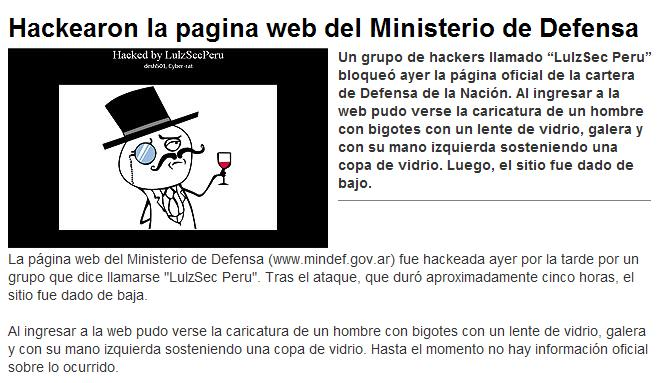 Hackearon la pagina web del Ministerio de Defensa
Hacked by LulzSecPeru
desh501, Cyber-rat
Un grupo de hackers llamado “LulzSec Peru”
bloqueó ayer la página oficial de la cartera
de Defensa de la Nación. Al ingresar a la
web pudo verse la caricatura de un hombre
con bigotes con un lente de vidrio, galera y
con su mano izquierda sosteniendo una
copa de vidrio. Luego, el sitio fue dado de
bajo.
La página web del Ministerio de Defensa (www.mindef.gov.ar) fue hackeada ayer por la tarde por un
grupo que dice llamarse "LulzSec Peru". Tras el ataque, que duró aproximadamente cinco horas, el
sitio fue dado de baja.
Al ingresar a la web pudo verse la caricatura de un hombre con bigotes con un lente de vidrio, galera
y con su mano izquierda sosteniendo una copa de vidrio. Hasta el momento no hay información oficial
sobre lo ocurrido.